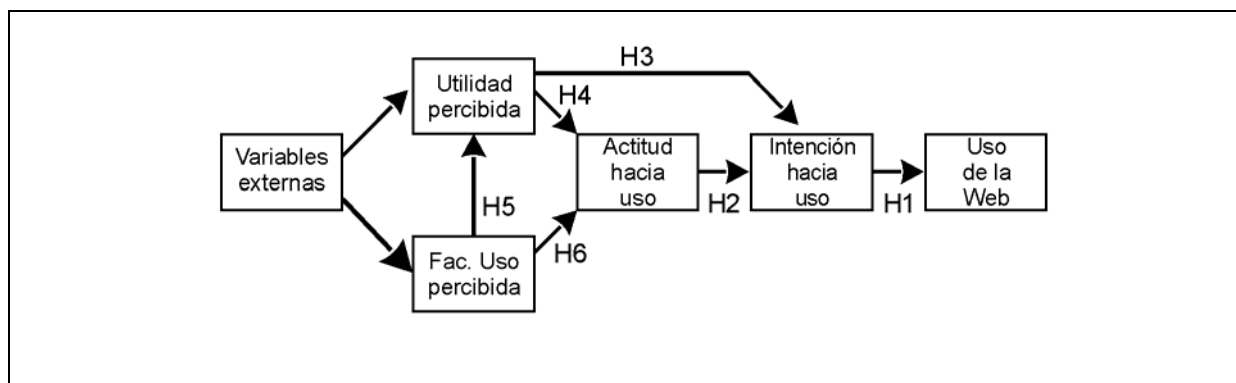 H3
Utilidad
percibida
H4
Variables
externas
Actitud
hacia
uso
Intención
hacia
uso
Uso
de la
Web
H5
H2
H1
H6
Fac. Uso
percibida